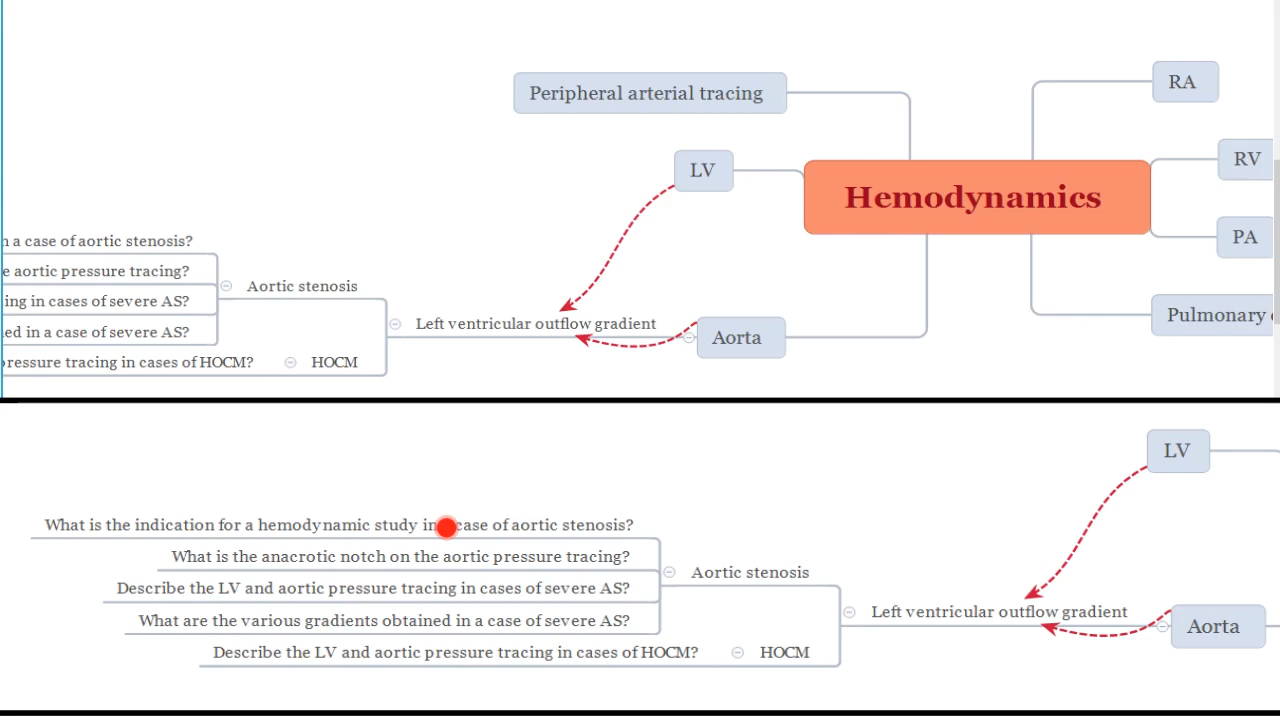 Peripheral arterial tracing
RA
LV
RV
Hemodynamics
PA
n a case of aortic stenosis?
e aortic pressure tracing?
Aortic stenosis
ing in cases of severe AS?
Pulmonary
Left ventricular outflow gradient
ed in a case of severe AS?
Aorta
pressure tracing in cases of HOCM?
HOCM
LV
What is the indication for a hemodynamic study in case of aortic stenosis?
What is the anacrotic notch on the aortic pressure tracing?
Aortic stenosis
Describe the LV and aortic pressure tracing in cases of severe AS?
Left ventricular outflow gradient
What are the various gradients obtained in a case of severe AS?
Aorta
Describe the LV and aortic pressure tracing in cases of HOCM?
HOCM